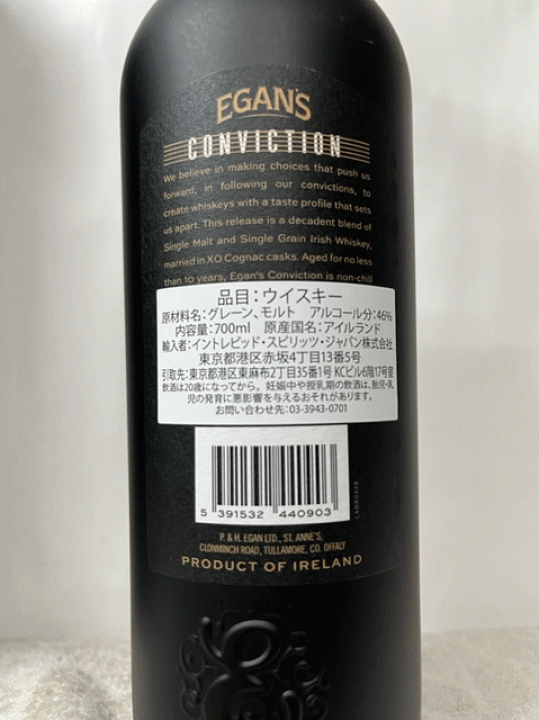 EGAN'S
CONVICTION
We believe in making choices that push us
forward, in following our convictions, to
create whiskeys with a taste profile that sets
us apart. This release is a decadent blend of
Single Malt and Single Grain Irish Whiskey,
married in XO Cognac casks. Aged for no less
than 10 years, Egan's Conviction is non-chill
品目：ウイスキー
原材料名：グレーン、モルト アルコール分：46%
内容量：700ml 原産国名：アイルランド
輸入者：イントレピッド・スピリッツ・ジャパン株式会社
東京都港区赤坂4丁目13番5号
引取先：東京都港区東麻布2丁目35番1号 KCビル6階17号室
飲酒は20歳になってから。妊娠中や授乳期の飲酒は、胎児・乳
児の発育に悪影響を与えるおそれがあります。
お問い合わせ先：03-3943-0701
5 391532 440903
P. & H. EGAN LTD., ST. ANNE'S,
CLONMINCH ROAD, TULLAMORE, CO. OFFALY
PRODUCT OF IRELAND